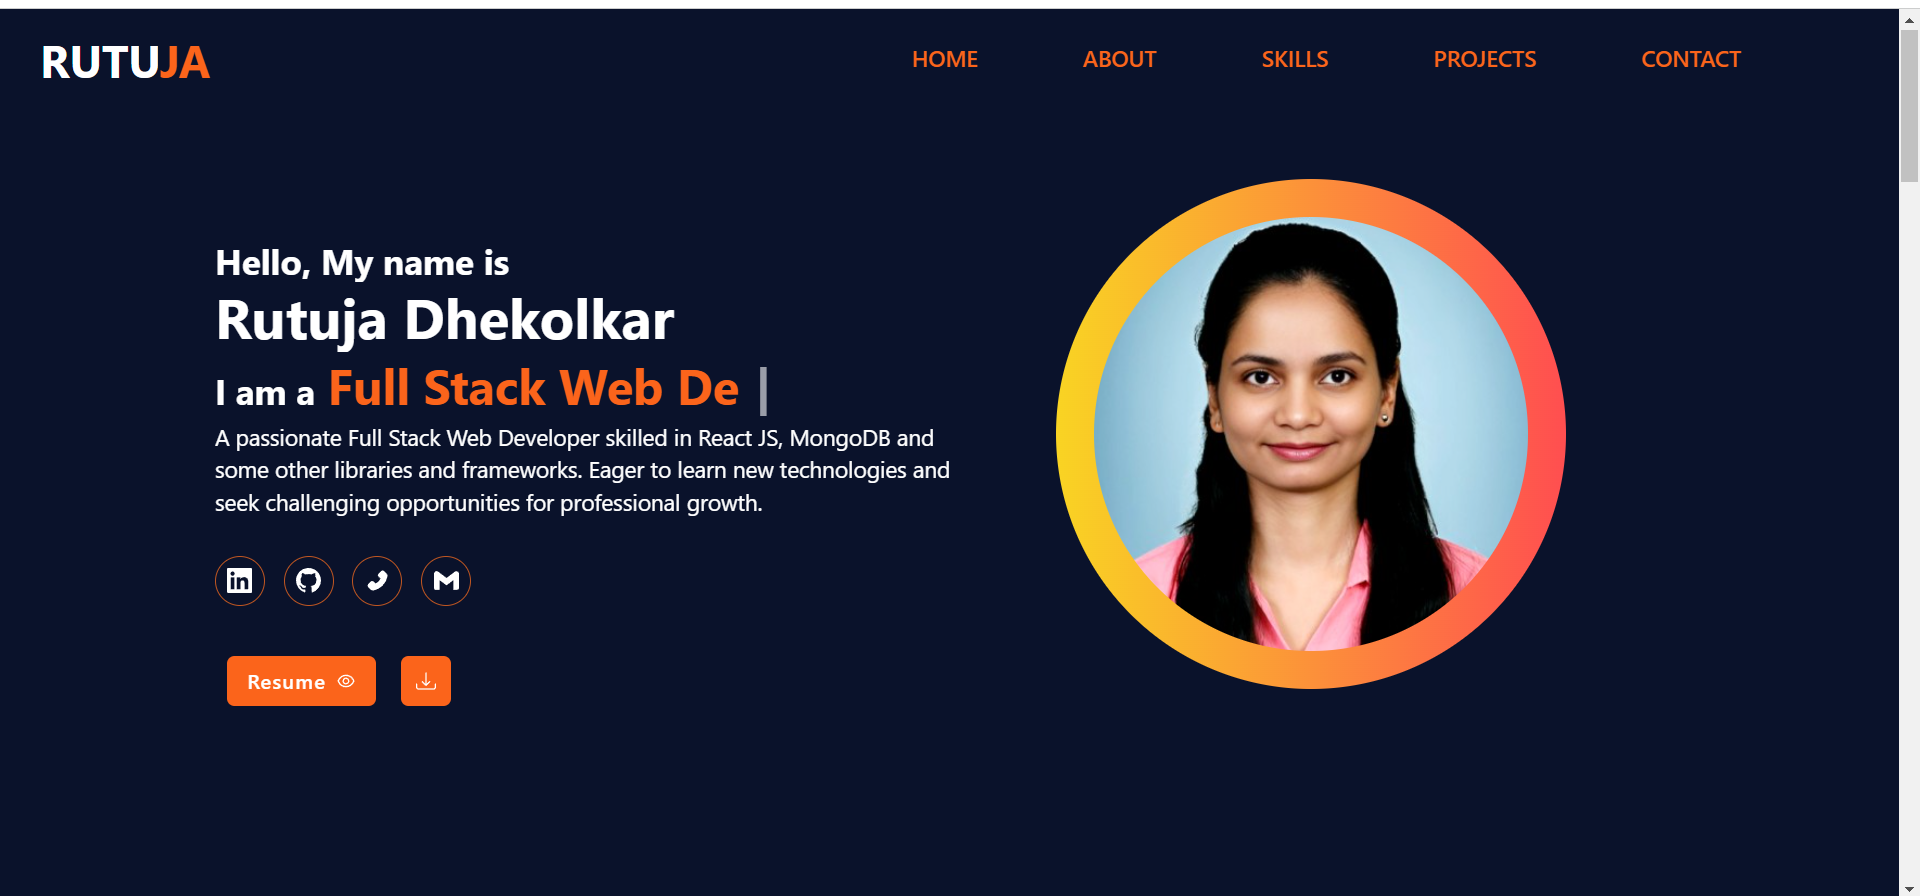 RUTUJA
HOME ABOUT SKILLS PROJECTS CONTACT
Hello, My name is
Rutuja Dhekolkar
I am a Full Stack Web De |
A passionate Full Stack Web Developer skilled in React JS, MongoDB and
some other libraries and frameworks. Eager to learn new technologies and
seek challenging opportunities for professional growth.
in
Resume